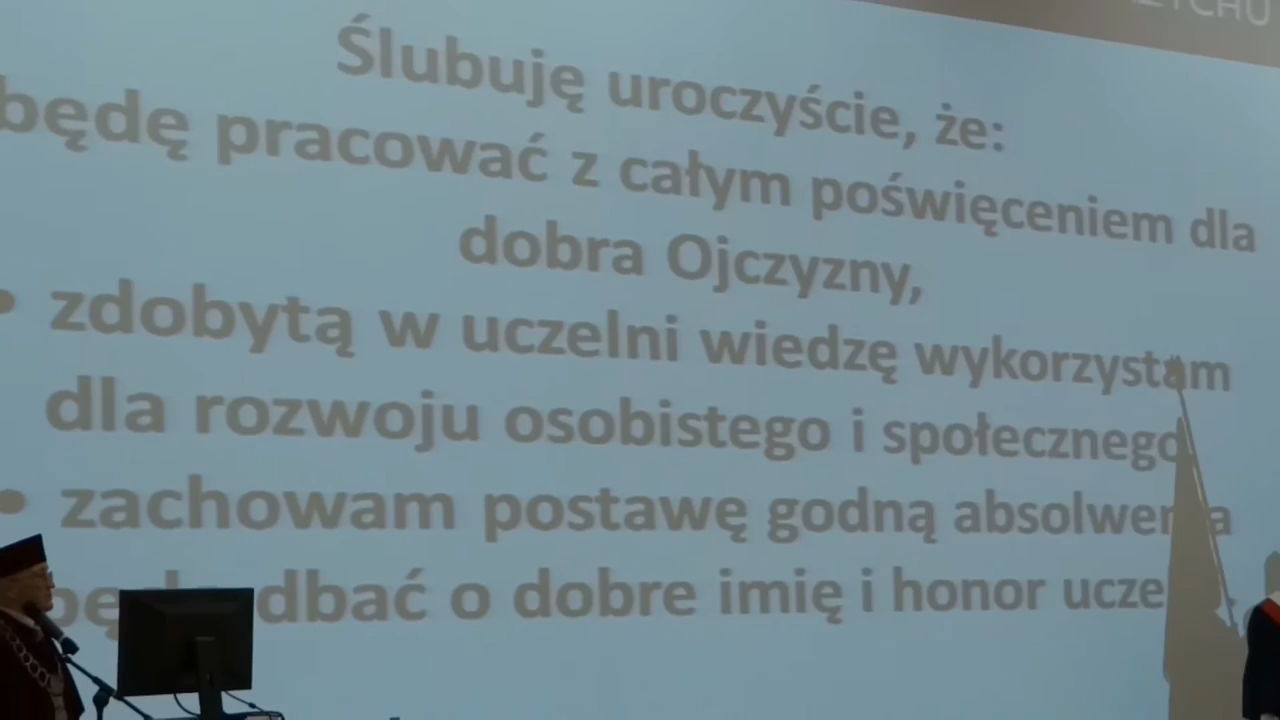 Ślubuję uroczyście, że:
będę pracować z całym poświęceniem dla
dobra Ojczyzny,
• zdobytą w uczelni wiedzę wykorzystam
dla rozwoju osobistego i społecznego
• zachowam postawę godną absolwenta
dbać o dobre imię i honor